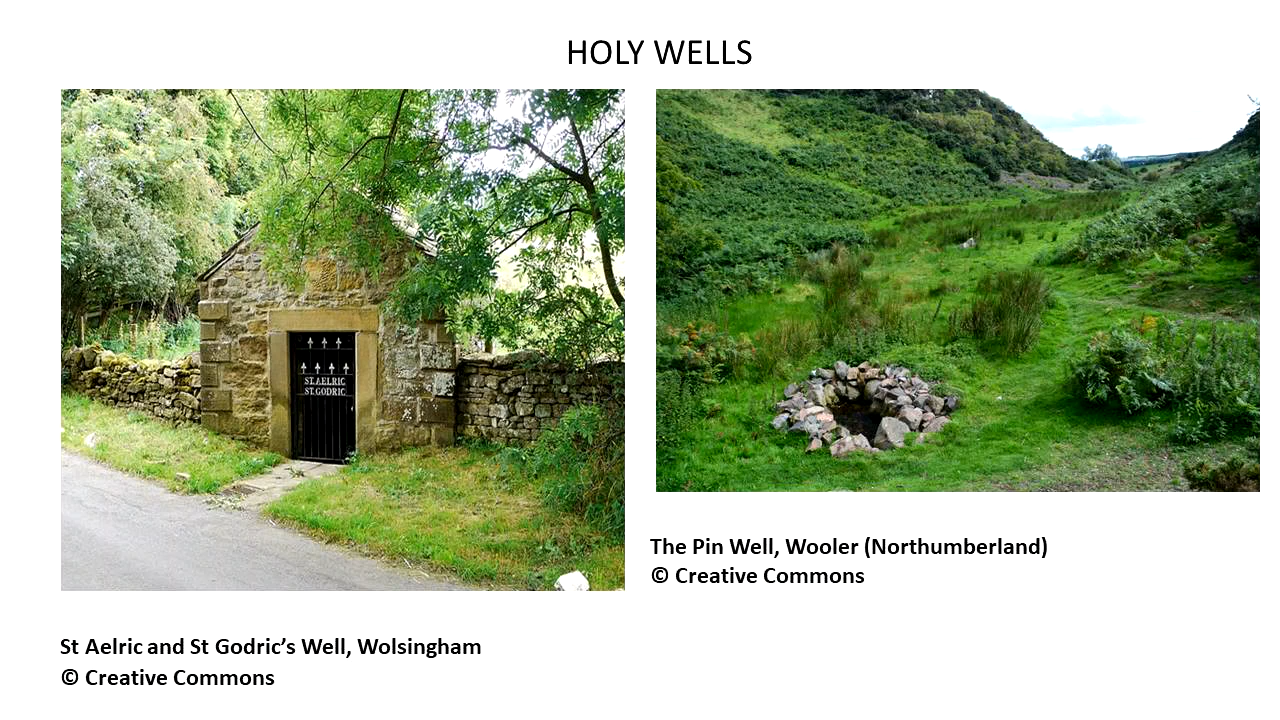 HOLY WELLS
ST. AELRIC
ST. GODRIC
The Pin Well, Wooler (Northumberland)
© Creative Commons
St Aelric and St Godric’s Well, Wolsingham
© Creative Commons